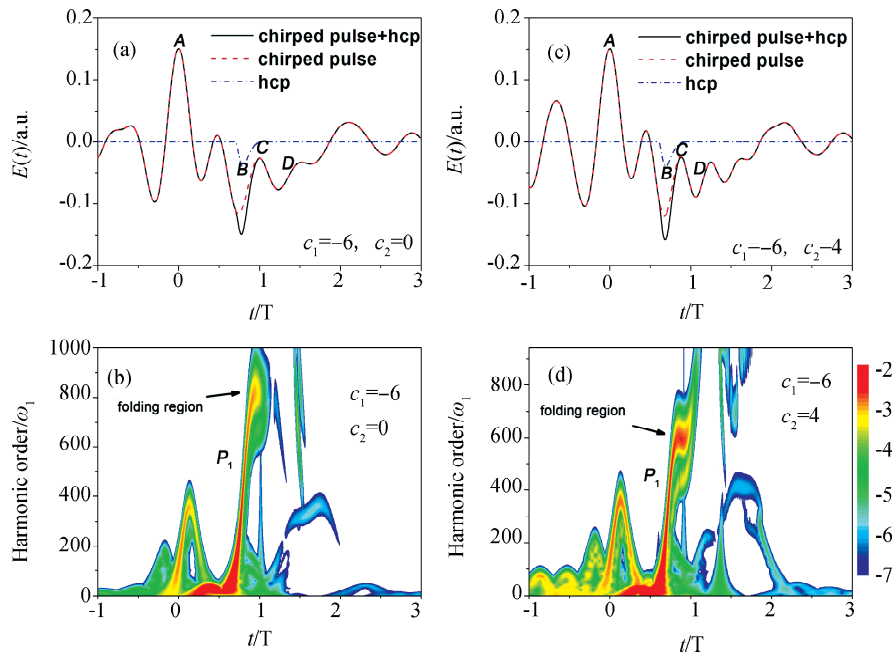 (a)
A
chirped pulse+hcp
chirped pulse
hcp
B
C
D
c₁=−6, c₂=0
0.2
0.1
0.0
-0.1
-0.2
E(t)/a.u.
-1 0 1 2 3
t/T
(c)
A
chirped pulse+hcp
chirped pulse
hcp
B
C
D
c₁=−6, c₂=4
0.2
0.1
0.0
-0.1
-0.2
E(t)/a.u.
-1 0 1 2 3
t/T
(b)
folding region
P₁
c₁=−6
c₂=0
1000
800
600
400
200
0
Harmonic order/ω₁
-1 0 1 2 3
t/T
(d)
folding region
P₁
c₁=−6
c₂=4
800
600
400
200
0
Harmonic order/ω₁
-1 0 1 2 3
t/T
-2
-3
-4
-5
-6
-7